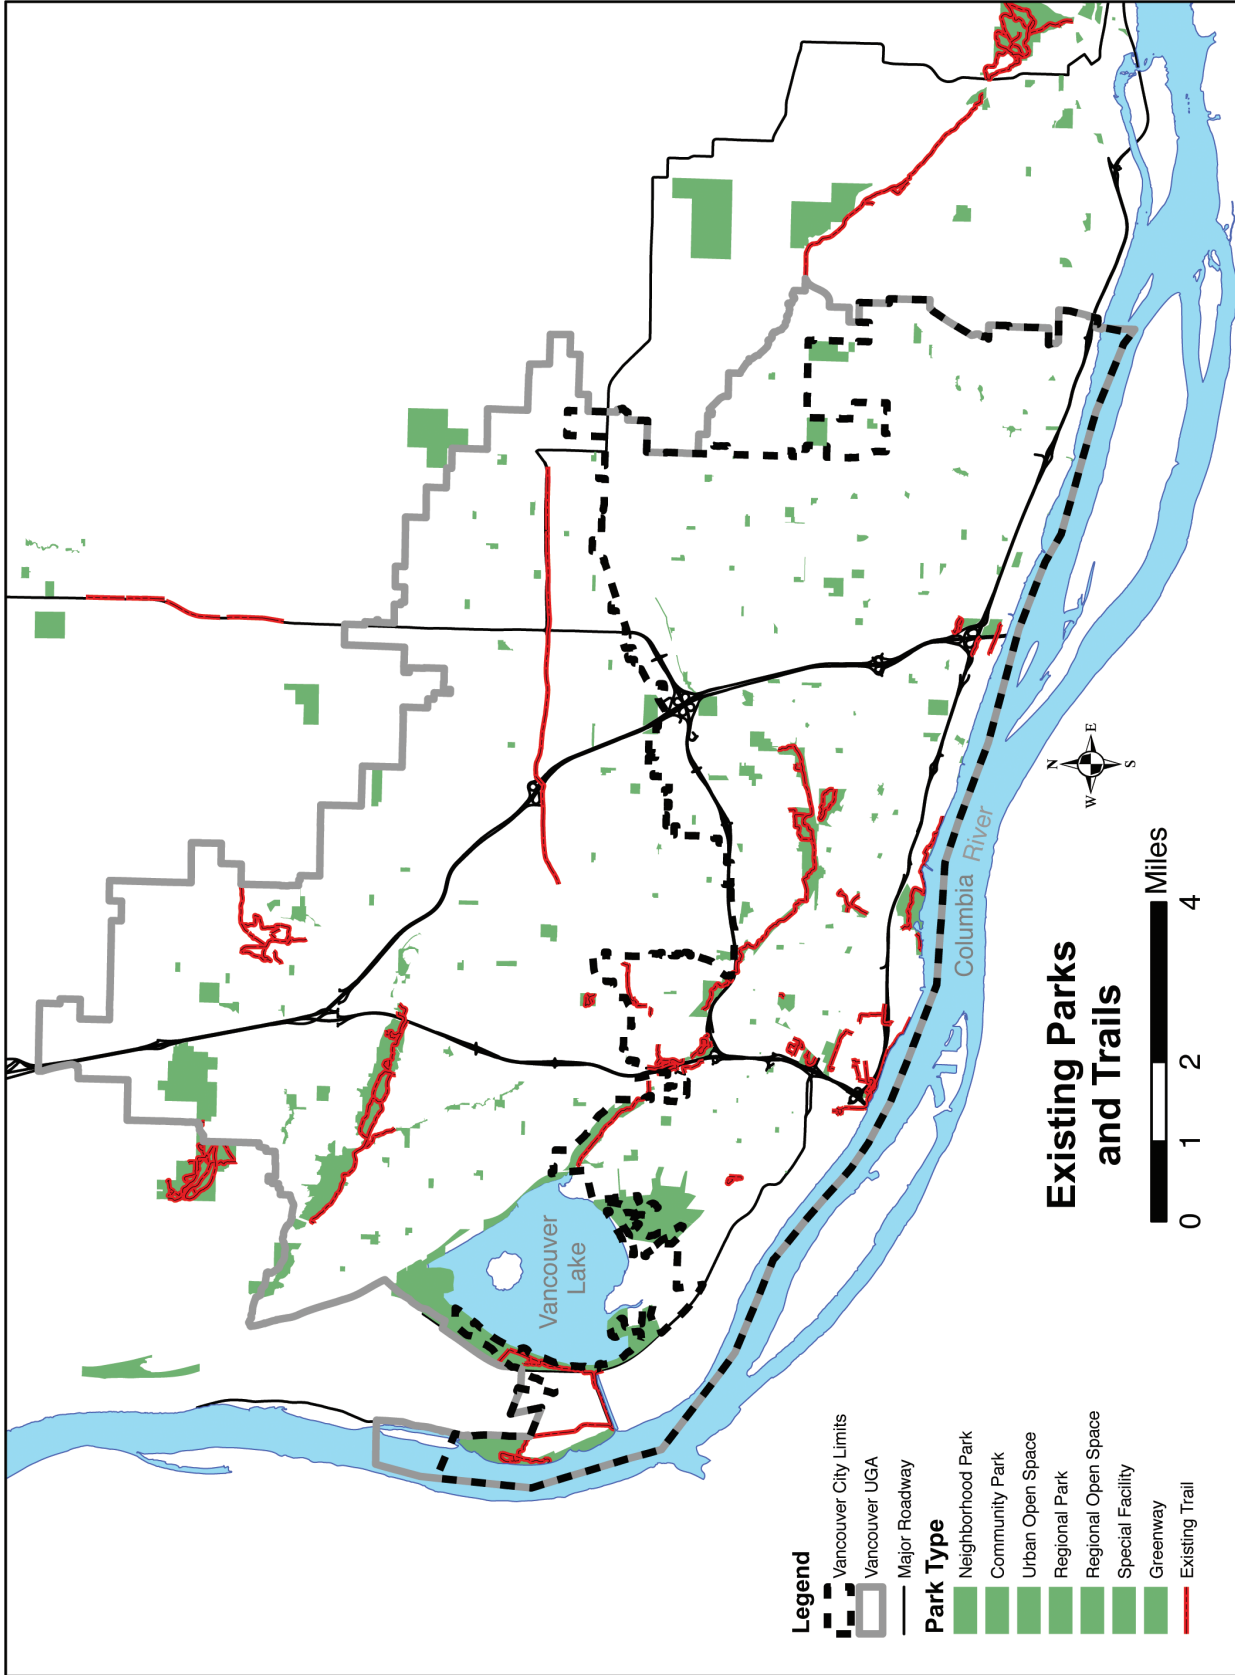 Vancouver
Lake
Columbia River
N
W
E
S
Existing Parks
and Trails
0
1
2
4
Miles
Legend
Vancouver City Limits
Vancouver UGA
Major Roadway
Park Type
Neighborhood Park
Community Park
Urban Open Space
Regional Park
Regional Open Space
Special Facility
Greenway
Existing Trail